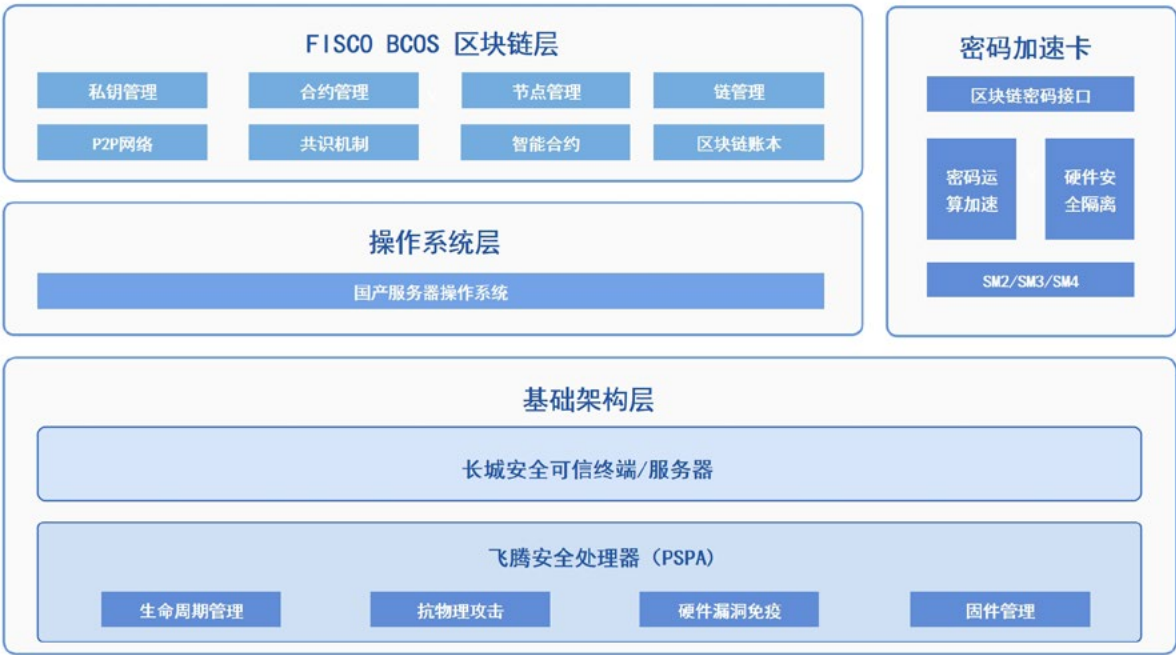 FISCO BCOS 区块链层
私钥管理
合约管理
节点管理
链管理
P2P网络
共识机制
智能合约
区块链账本
操作系统层
国产服务器操作系统
密码加速卡
区块链密码接口
密码运
算加速
硬件安
全隔离
SM2/SM3/SM4
基础架构层
长城安全可信终端/服务器
飞腾安全处理器（PSPA)
生命周期管理
抗物理攻击
硬件漏洞免疫
固件管理